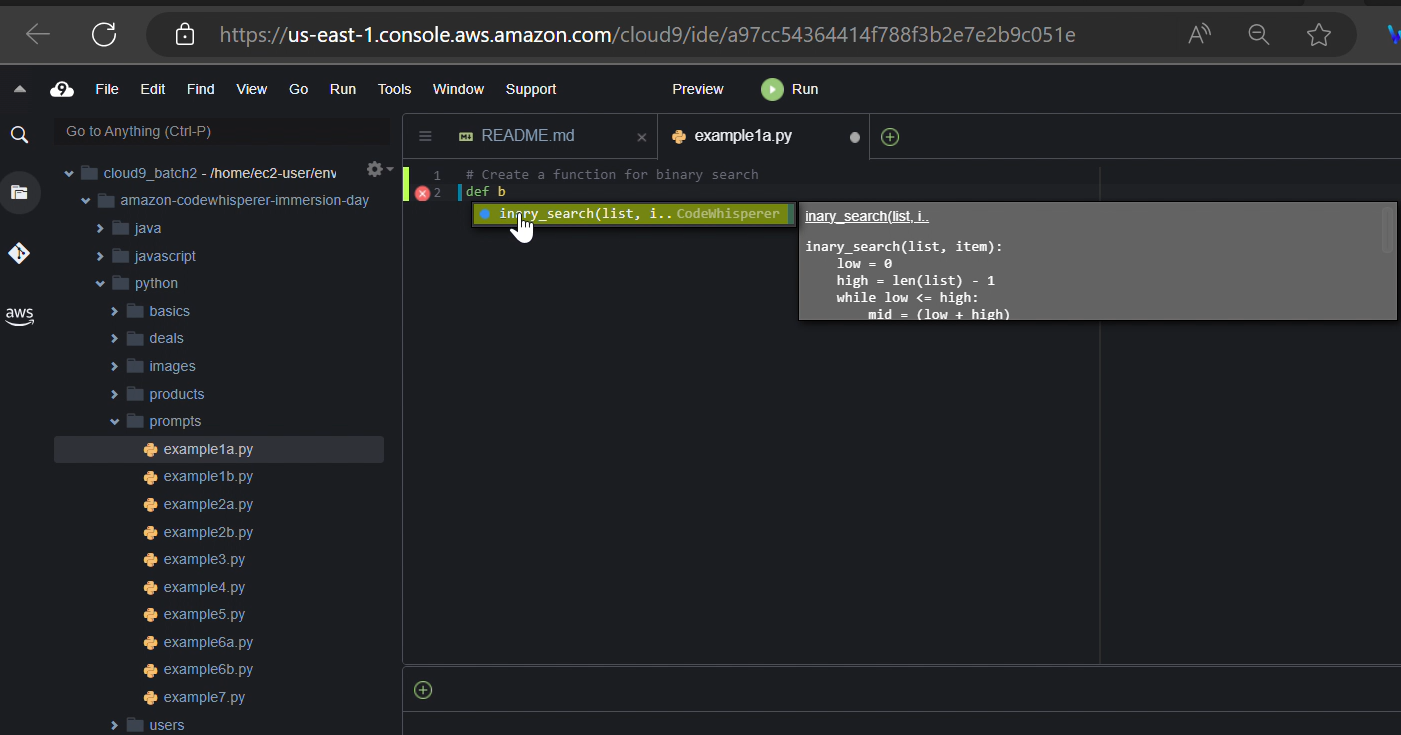 https://us-east-1.console.aws.amazon.com/cloud9/ide/a97cc54364414f788f3b2e7e2b9c051e
File Edit Find View Go Run Tools Window Support Preview Run
Go to Anything (Ctrl-P)
README.md
example1a.py
cloud9_batch2 - /home/ec2-user/env
amazon-codewhisperer-immersion-day
java
javascript
python
basics
deals
images
products
prompts
example1a.py
example1b.py
example2a.py
example2b.py
example3.py
example4.py
example5.py
example6a.py
example6b.py
example7.py
users
aws
1 # Create a function for binary search
2 def b
inary_search(list, i.. CodeWhisperer
inary_search(list, i..
inary_search(list, item):
low = 0
high = len(list) - 1
while low <= high:
mid = (low + high)